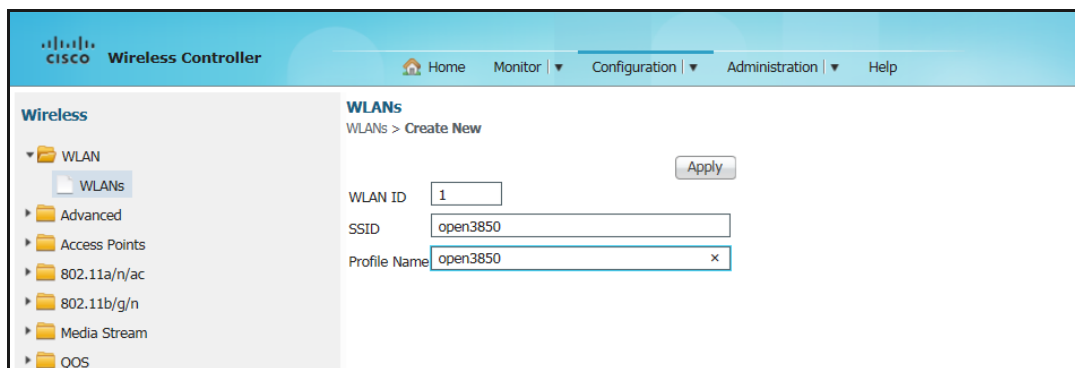 CISCO Wireless Controller
Home Monitor Configuration Administration Help
Wireless
WLAN
WLANs
Advanced
Access Points
802.11a/n/ac
802.11b/g/n
Media Stream
QOS
WLANs
WLANs > Create New
Apply
WLAN ID 1
SSID open3850
Profile Name open3850 ×